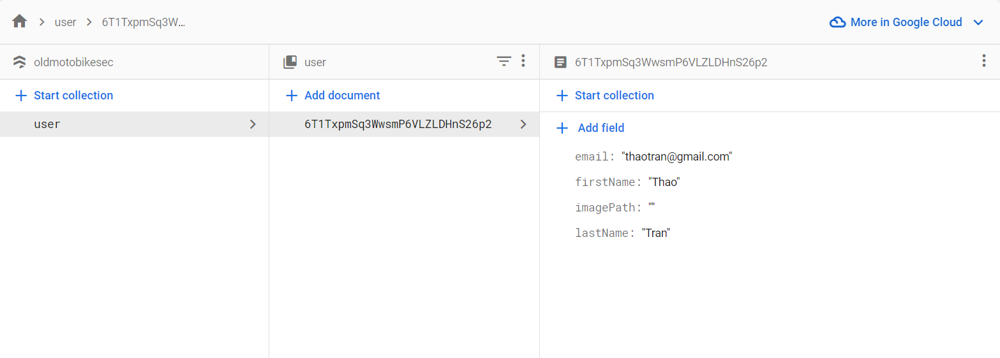 user
6T1TxpmSq3W...
More in Google Cloud
oldmotobikesec
user
6T1TxpmSq3WwsmP6VLZLDHnS26p2
Start collection
Add document
Start collection
user
6T1TxpmSq3WwsmP6VLZLDHnS26p2
Add field
email: "thaotran@gmail.com"
firstName: "Thao"
imagePath: ""
lastName: "Tran"